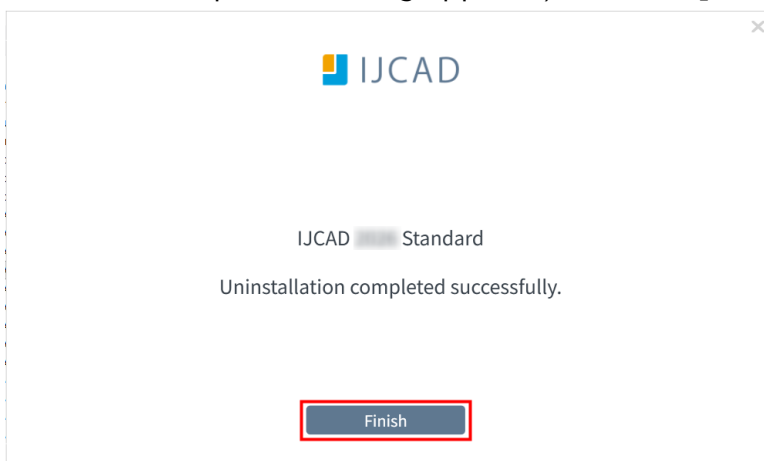 IJCAD
IJCAD Standard
Uninstallation completed successfully.
Finish